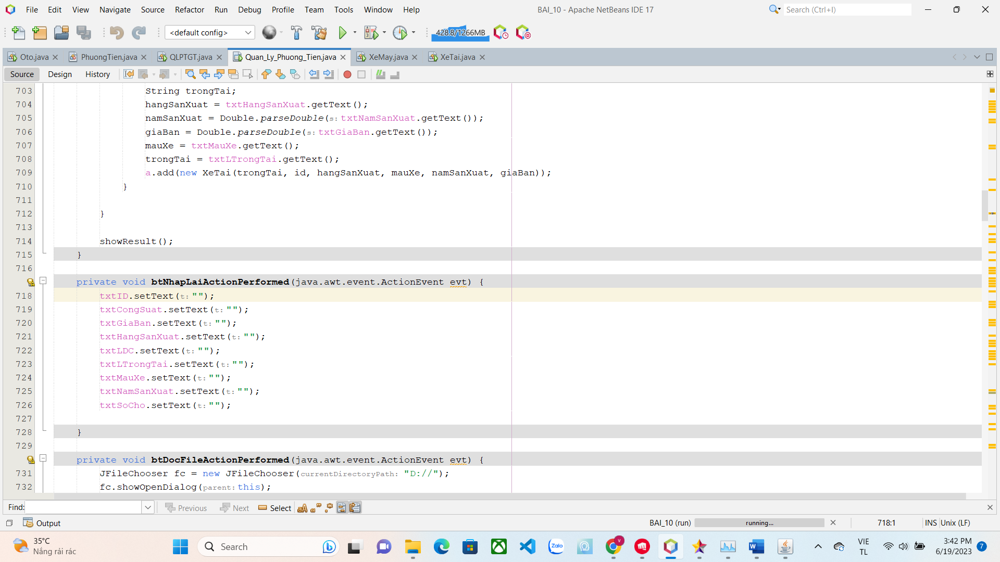 File Edit View Navigate Source Refactor Run Debug Profile Team Tools Window Help BAI_10 - Apache NetBeans IDE 17 Search (Ctrl+I)
<default config> 428.8/1266MB
Oto.java PhuongTien.java QLPTGT.java Quan_Ly_Phuong_Tien.java XeMay.java XeTai.java
Source Design History
703 String trongTai;
704 hangSanXuat = txtHangSanXuat.getText();
705 namSanXuat = Double.parseDouble(s: txtNamSanXuat.getText());
706 giaBan = Double.parseDouble(s: txtGiaBan.getText());
707 mauXe = txtMauXe.getText();
708 trongTai = txtLTrongTai.getText();
709 a.add(new XeTai(trongTai, id, hangSanXuat, mauXe, namSanXuat, giaBan));
710 }
711
712 }
713
714 showResult();
715 }
716
private void btNhapLaiActionPerformed(java.awt.event.ActionEvent evt) {
718 txtID.setText(t: "");
719 txtCongSuat.setText(t: "");
720 txtGiaBan.setText(t: "");
721 txtHangSanXuat.setText(t: "");
722 txtLDC.setText(t: "");
723 txtLTrongTai.setText(t: "");
724 txtMauXe.setText(t: "");
725 txtNamSanXuat.setText(t: "");
726 txtSoCho.setText(t: "");
727
728 }
729
private void btDocFileActionPerformed(java.awt.event.ActionEvent evt) {
731 JFileChooser fc = new JFileChooser(currentDirectoryPath: "D://");
732 fc.showOpenDialog(parent: this);
Find: Previous Next Select
Output BAI_10 (run) running... 718:1 INS Unix (LF)
35°C
Nắng rải rác
Search
Zalo
VIE
TL
3:42 PM
6/19/2023
7